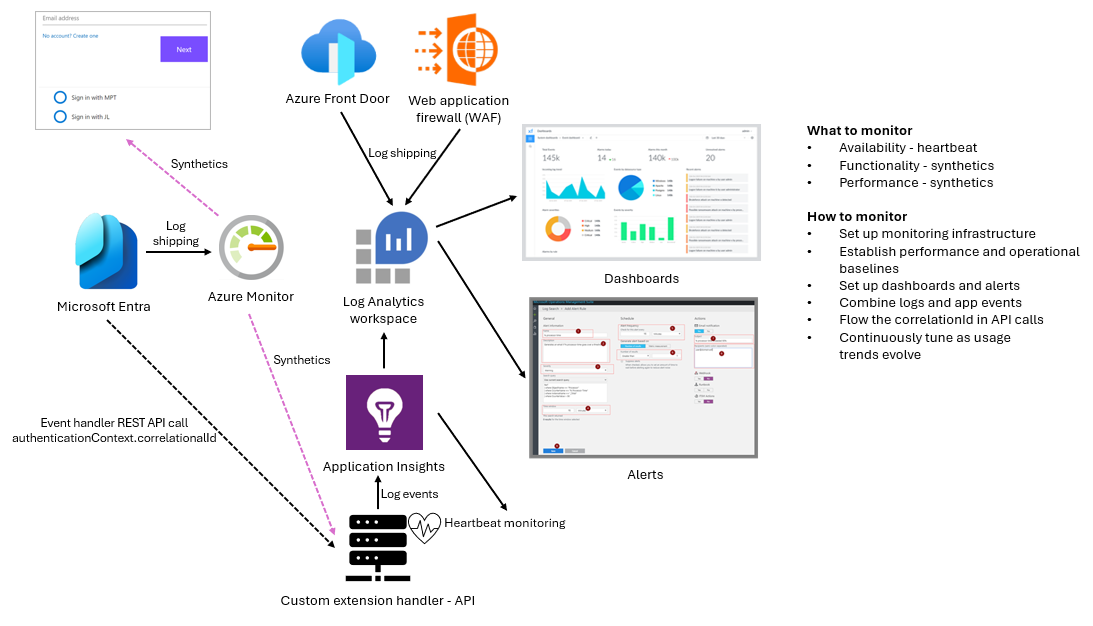 Email address
No account? Create one
Next
Sign in with MPT
Sign in with JL
Azure Front Door
Web application
firewall (WAF)
Log shipping
Synthetics
Log
shipping
Microsoft Entra
Azure Monitor
Log Analytics
workspace
145k
14
140k
20
Dashboards
Synthetics
Event handler REST API call
authenticationContext.correlationalId
Application Insights
Alerts
Log events
Heartbeat monitoring
Custom extension handler - API
What to monitor
• Availability - heartbeat
• Functionality - synthetics
• Performance - synthetics
How to monitor
• Set up monitoring infrastructure
• Establish performance and operational
baselines
• Set up dashboards and alerts
• Combine logs and app events
• Flow the correlationId in API calls
• Continuously tune as usage
trends evolve